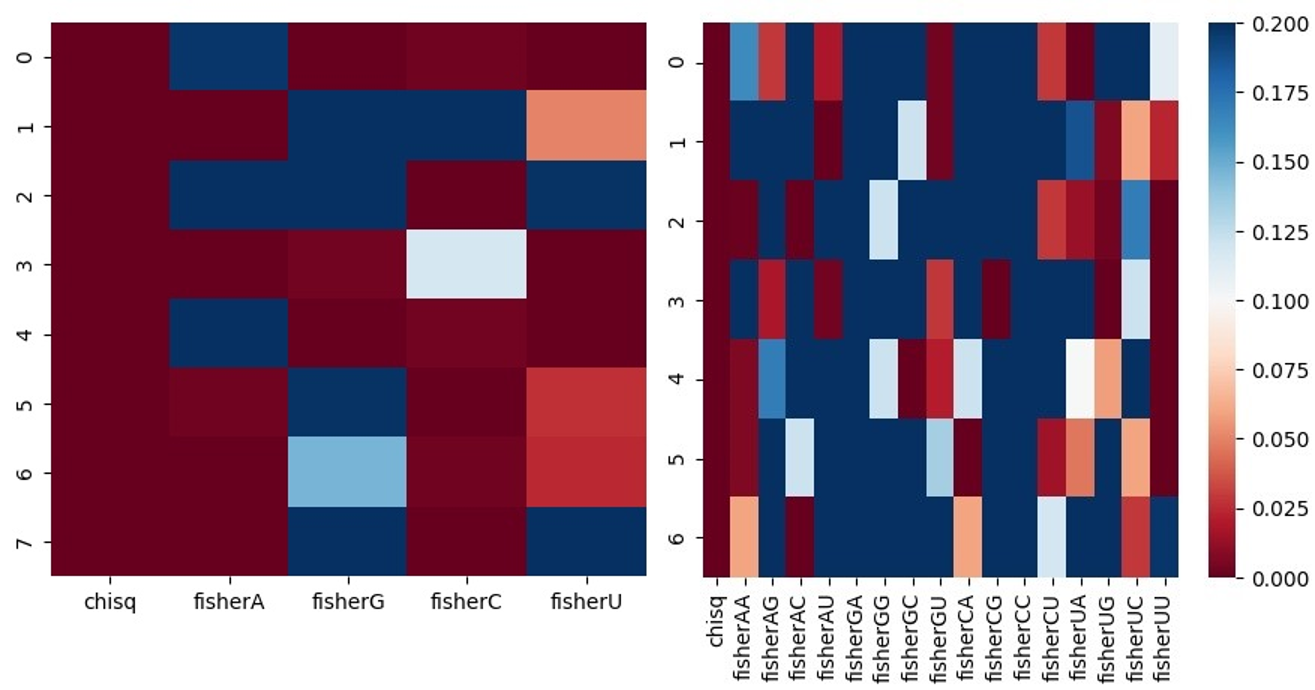 0
1
2
3
4
5
6
7
chisq fisherA fisherG fisherC fisherU
0
1
2
3
4
5
6
chisq
fisherAA
fisherAG
fisherAC
fisherAU
fisherGA
fisherGG
fisherGC
fisherGU
fisherCA
fisherCG
fisherCC
fisherCU
fisherUA
fisherUG
fisherUC
fisherUU
0.200
0.175
0.150
0.125
0.100
0.075
0.050
0.025
0.000